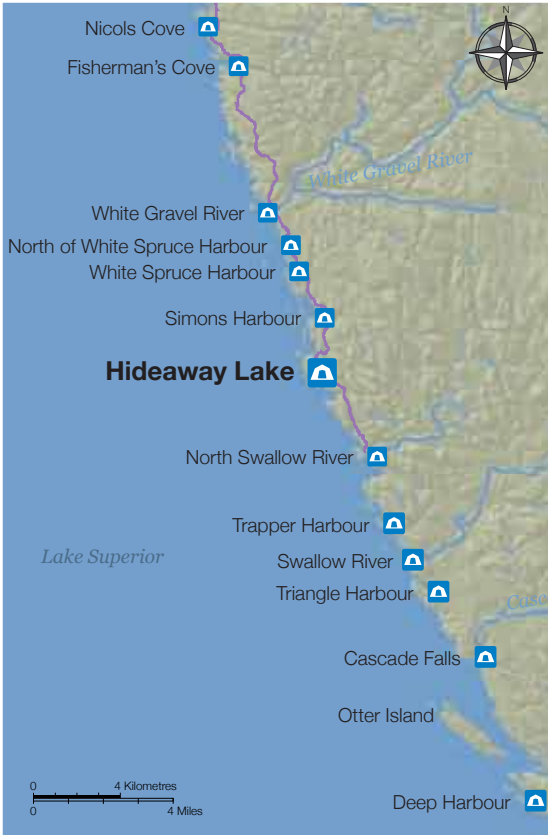 N
Nicols Cove
Fisherman's Cove
White Gravel River
White Gravel River
North of White Spruce Harbour
White Spruce Harbour
Simons Harbour
Hideaway Lake
North Swallow River
Trapper Harbour
Lake Superior
Swallow River
Triangle Harbour
Casc
Cascade Falls
Otter Island
0 4 Kilometres
0 4 Miles
Deep Harbour